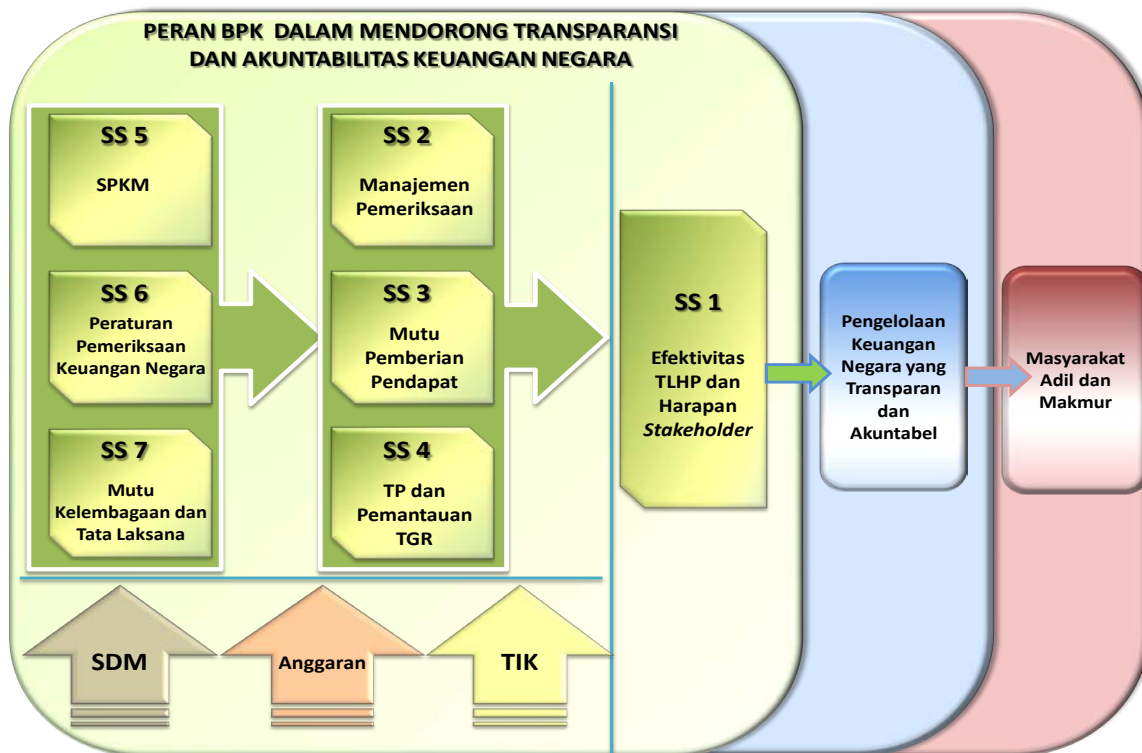 PERAN BPK DALAM MENDORONG TRANSPARANSI
DAN AKUNTABILITAS KEUANGAN NEGARA
SS 5
SPKM
SS 6
Peraturan
Pemeriksaan
Keuangan Negara
SS 7
Mutu
Kelembagaan dan
Tata Laksana
SS 2
Manajemen
Pemeriksaan
SS 3
Mutu
Pemberian
Pendapat
SS 4
TP dan
Pemantauan
TGR
SS 1
Efektivitas
TLHP dan
Harapan
Stakeholder
Pengelolaan
Keuangan
Negara yang
Transparan
dan
Akuntabel
Masyarakat
Adil dan
Makmur
SDM
Anggaran
TIK